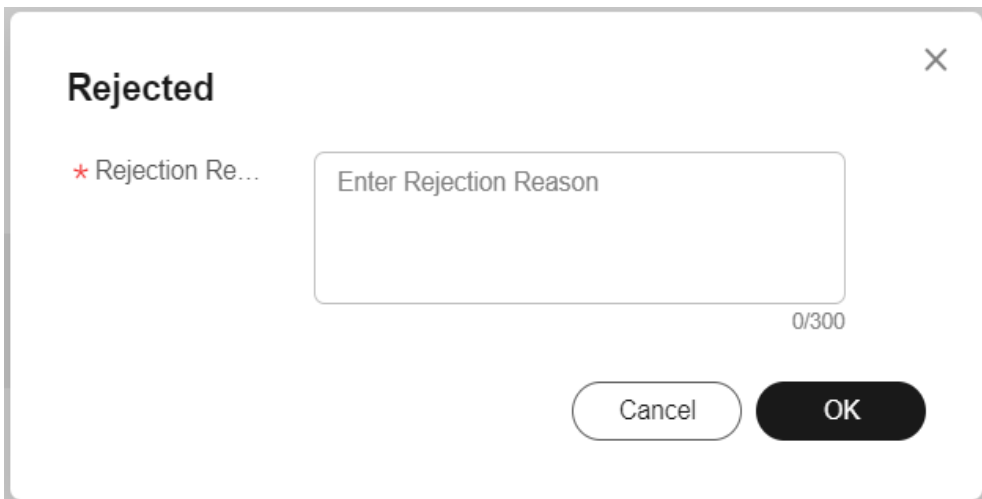 Rejected
* Rejection Re...
Enter Rejection Reason
0/300
Cancel
OK